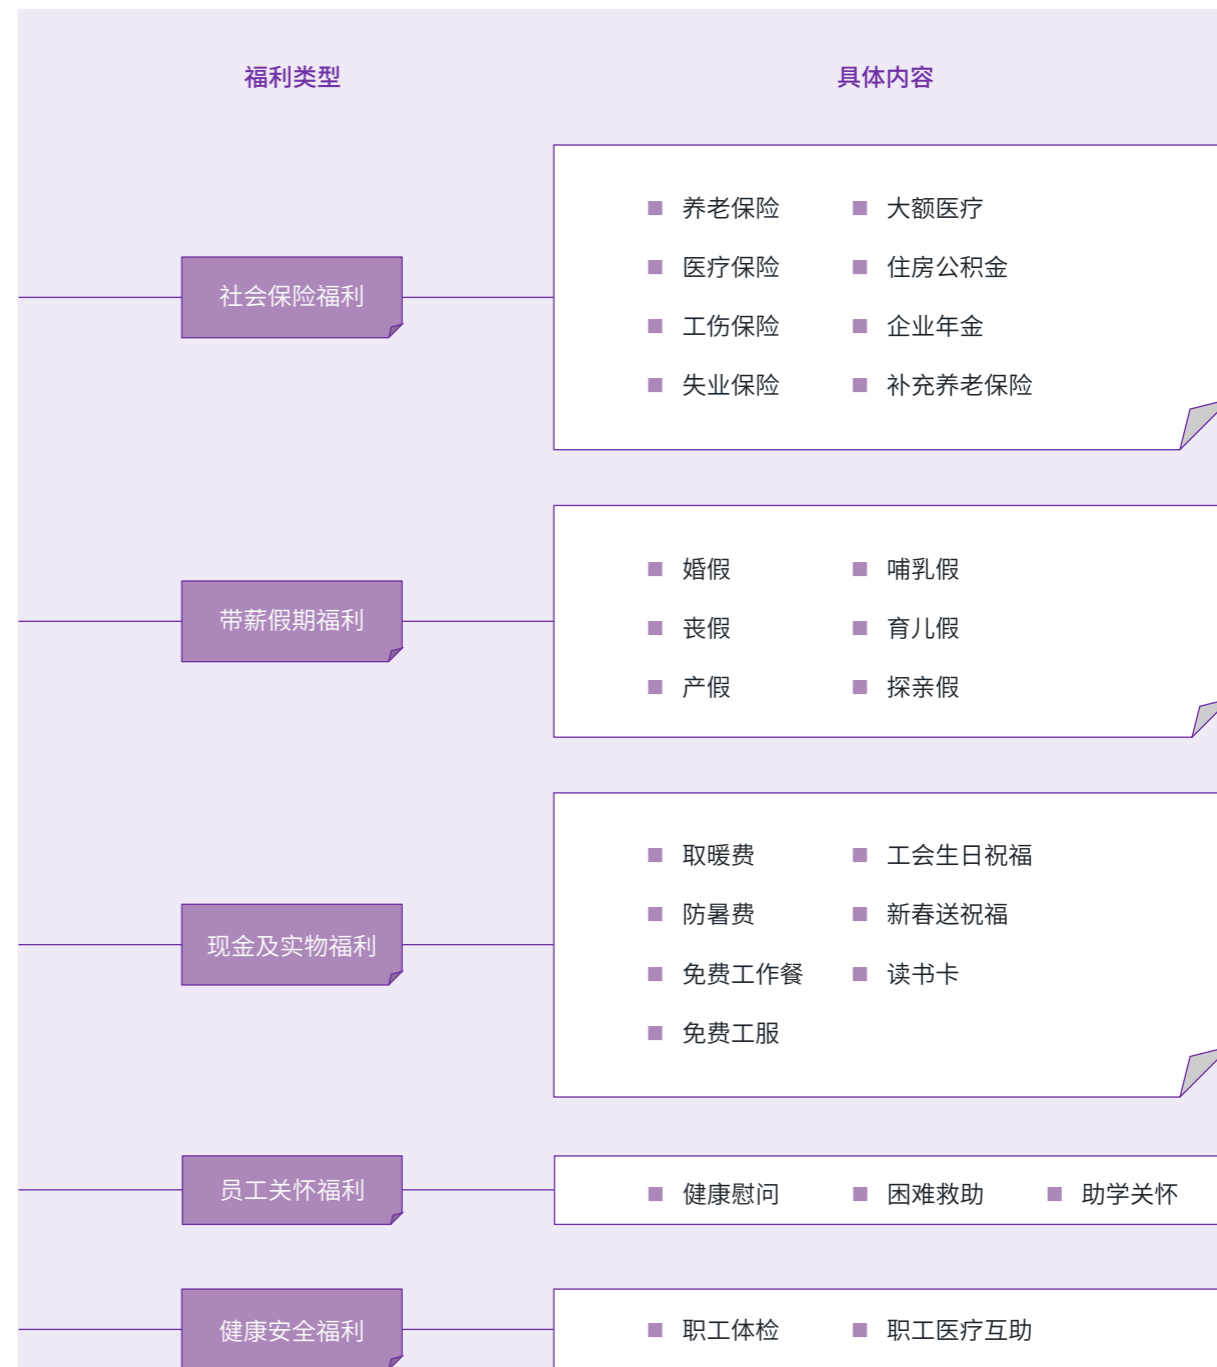 福利类型 具体内容
养老保险 大额医疗
医疗保险 住房公积金
社会保险福利
工伤保险 企业年金
失业保险 补充养老保险
婚假 哺乳假
带薪假期福利
丧假 育儿假
产假 探亲假
取暖费 工会生日祝福
防暑费 新春送祝福
现金及实物福利
免费工作餐 读书卡
免费工服
员工关怀福利 健康慰问 困难救助 助学关怀
健康安全福利 职工体检 职工医疗互助